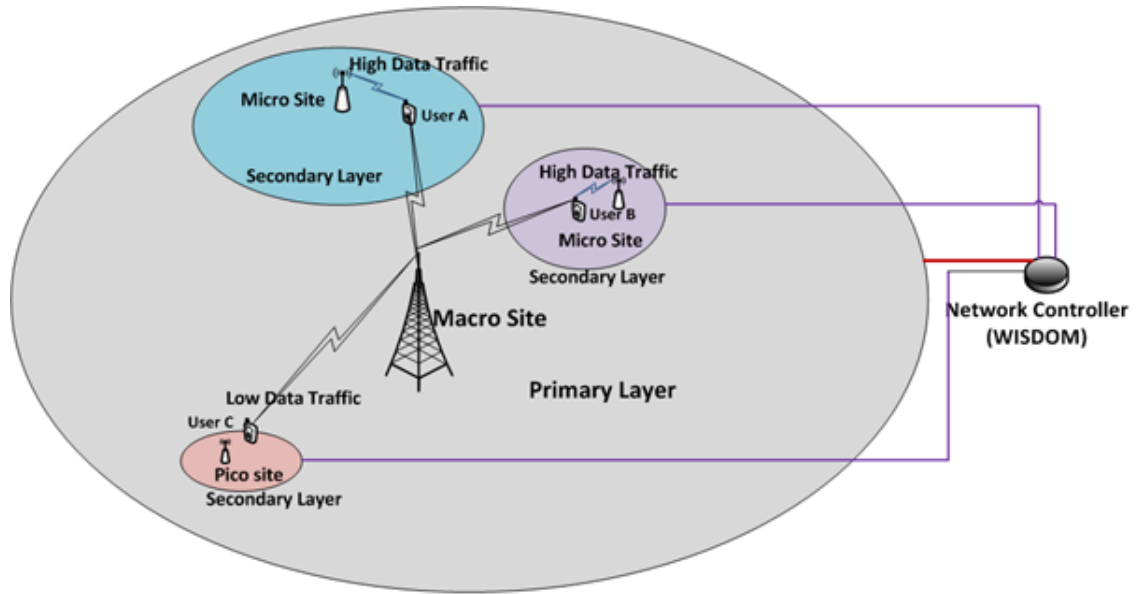 High Data Traffic
Micro Site
User A
Secondary Layer
High Data Traffic
User B
Micro Site
Secondary Layer
Macro Site
Network Controller
(WISDOM)
Primary Layer
Low Data Traffic
User C
Pico site
Secondary Layer